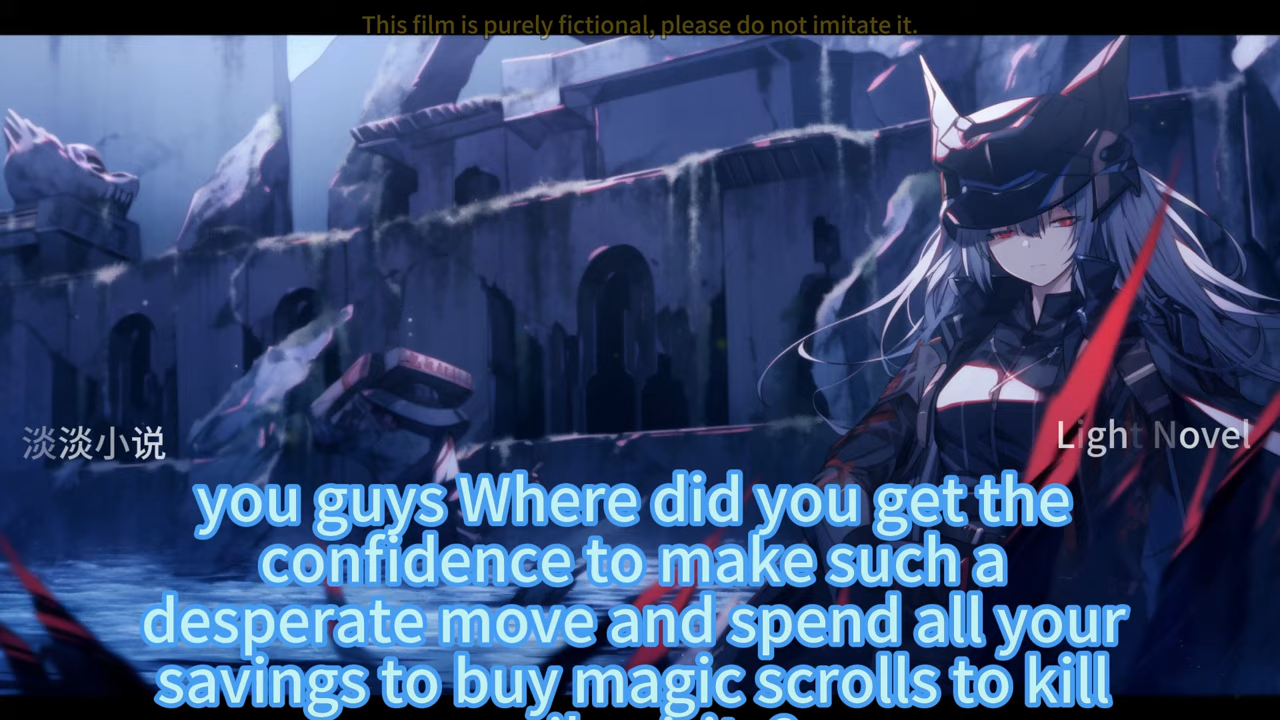 This film is purely fictional, please do not imitate it.
淡淡小说
Light Novel
you guys Where did you get the
confidence to make such a
desperate move and spend all your
savings to buy magic scrolls to kill